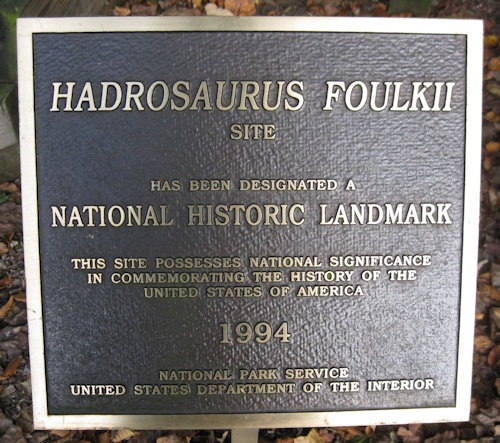 HADROSAURUS FOULKII
SITE
HAS BEEN DESIGNATED A
NATIONAL HISTORIC LANDMARK
THIS SITE POSSESSES NATIONAL SIGNIFICANCE
IN COMMEMORATING THE HISTORY OF THE
UNITED STATES OF AMERICA
1994
NATIONAL PARK SERVICE
UNITED STATES DEPARTMENT OF THE INTERIOR